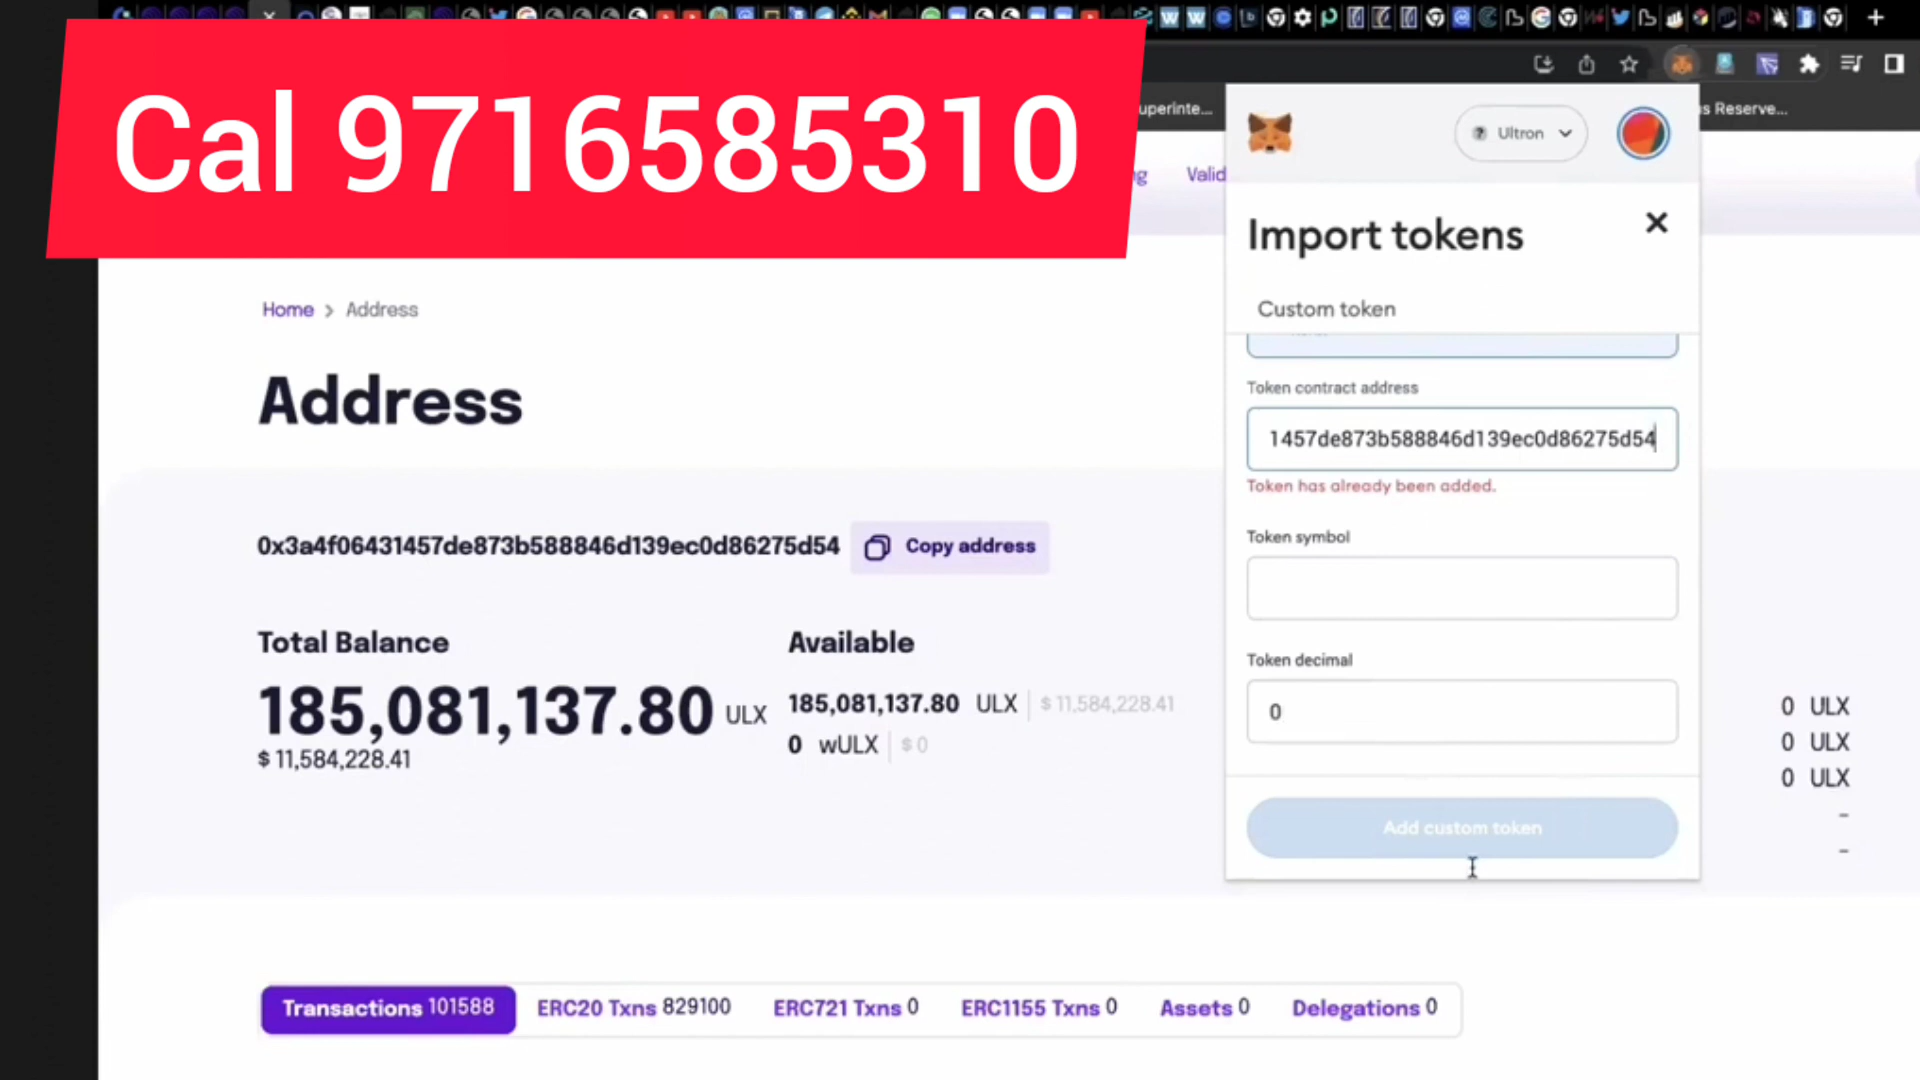 Cal 9716585310
uperinte...
s Reserve...
Ultron
Valid
Import tokens
Custom token
Home > Address
Address
Token contract address
1457de873b588846d139ec0d86275d54
Token has already been added.
Token symbol
Token decimal
0
Add custom token
0x3a4f06431457de873b588846d139ec0d86275d54
Copy address
Total Balance
185,081,137.80 ULX
$ 11,584,228.41
Available
185,081,137.80 ULX $ 11,584,228.41
0 wULX $ 0
0 ULX
0 ULX
0 ULX
-
-
Transactions 101588 ERC20 Txns 829100 ERC721 Txns 0 ERC1155 Txns 0 Assets 0 Delegations 0